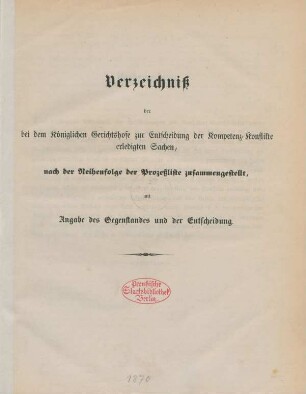 Verzeichniß
der
bei dem Königlichen Gerichtshofe zur Entscheidung der Kompetenz-Konflikte
erledigten Sachen,
nach der Reihenfolge der Prozeßliste zusammengestellt,
mit
Angabe des Gegenstandes und der Entscheidung.
Preußische
Staatsbibliothek
Berlin
1870